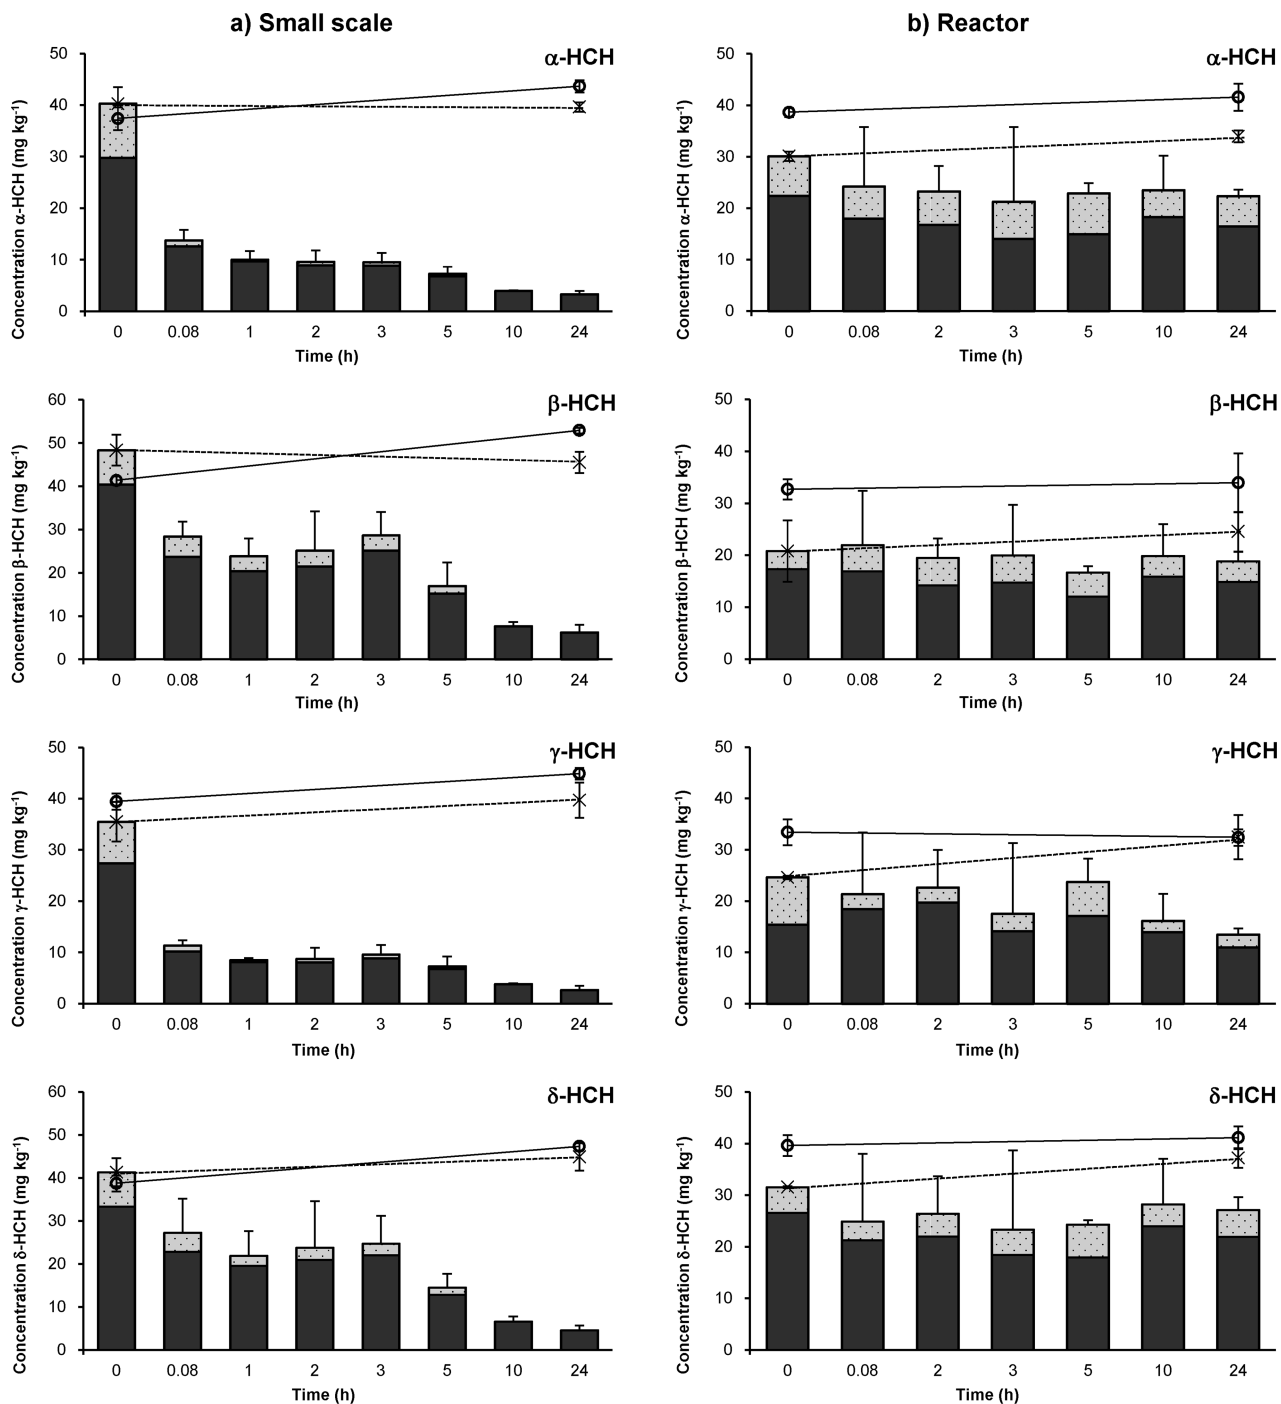 a) Small scale
b) Reactor
α-HCH
Concentration α-HCH (mg kg⁻¹)
50
40
30
20
10
0
0 0.08 1 2 3 5 10 24
Time (h)
α-HCH
Concentration α-HCH (mg kg⁻¹)
50
40
30
20
10
0
0 0.08 2 3 5 10 24
Time (h)
β-HCH
Concentration β-HCH (mg kg⁻¹)
60
50
40
30
20
10
0
0 0.08 1 2 3 5 10 24
Time (h)
β-HCH
Concentration β-HCH (mg kg⁻¹)
50
40
30
20
10
0
0 0.08 2 3 5 10 24
Time (h)
γ-HCH
Concentration γ-HCH (mg kg⁻¹)
50
40
30
20
10
0
0 0.08 1 2 3 5 10 24
Time (h)
γ-HCH
Concentration γ-HCH (mg kg⁻¹)
50
40
30
20
10
0
0 0.08 2 3 5 10 24
Time (h)
δ-HCH
Concentration δ-HCH (mg kg⁻¹)
60
50
40
30
20
10
0
0 0.08 1 2 3 5 10 24
Time (h)
δ-HCH
Concentration δ-HCH (mg kg⁻¹)
50
40
30
20
10
0
0 0.08 2 3 5 10 24
Time (h)